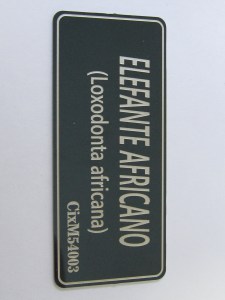 ELEFANTE AFRICANO
(Loxodonta africana)
CixM54003